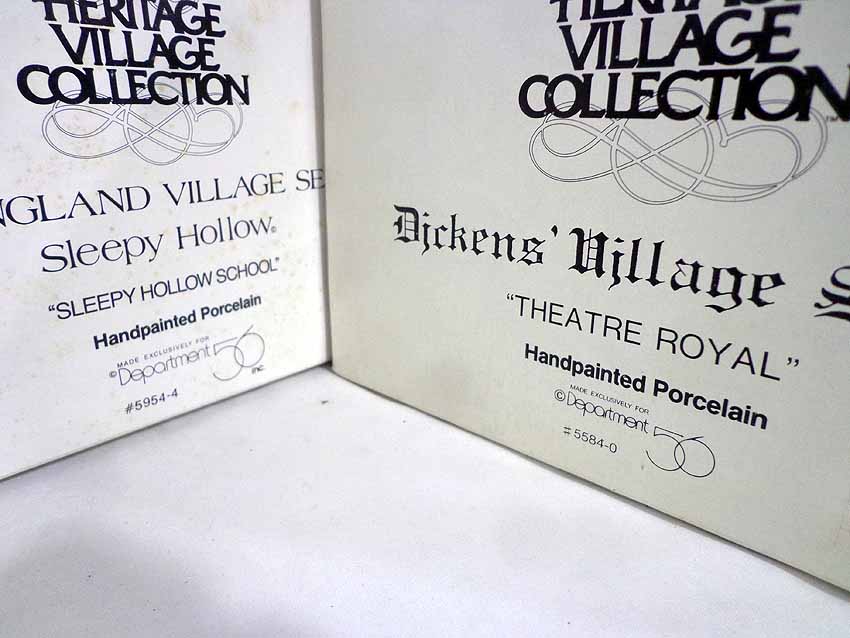 HERITAGE
VILLAGE
COLLECTION
NGLAND VILLAGE SE
Sleepy Hollow®
"SLEEPY HOLLOW SCHOOL"
Handpainted Porcelain
MADE EXCLUSIVELY FOR
©Department 56 INC.
#5954-4
HERITAGE
VILLAGE
COLLECTION™
Dickens' Village S
"THEATRE ROYAL"
Handpainted Porcelain
MADE EXCLUSIVELY FOR
©Department 56
#5584-0